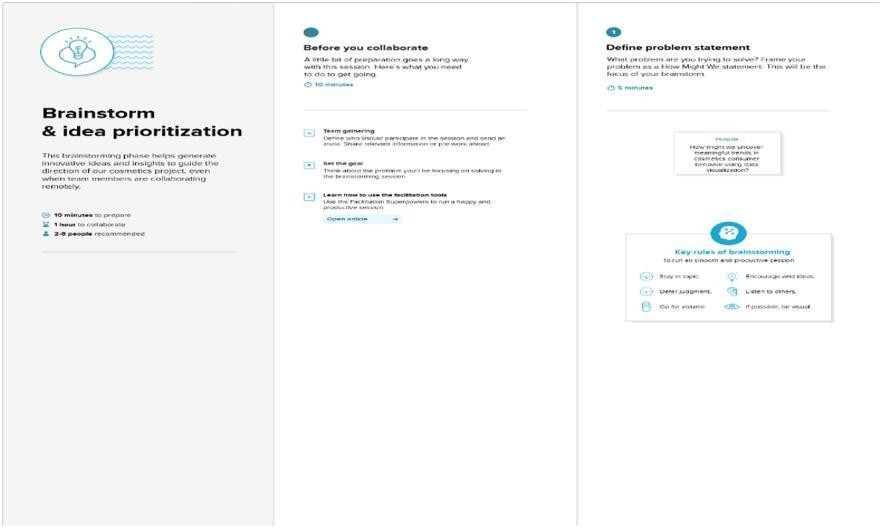 Brainstorm
& idea prioritization
This brainstorming phase helps generate
innovative ideas and insights to guide the
direction of our cosmetics project, even
when team members are collaborating
remotely.
10 minutes to prepare
1 hour to collaborate
2-8 people recommended
Before you collaborate
A little bit of preparation goes a long way
with this session. Here's what you need
to do to get going.
10 minutes
Team gathering
Define who should participate in the session and send an
invite. Share relevant information or pre-work ahead.
Set the goal
Think about the problem you'll be focusing on solving in
the brainstorming session.
Learn how to use the facilitation tools
Use the Facilitation Superpowers to run a happy and
productive session.
Open article →
1
Define problem statement
What problem are you trying to solve? Frame your
problem as a How Might We statement. This will be the
focus of your brainstorm.
5 minutes
PROBLEM
How might we uncover
meaningful trends in
cosmetics consumer
behavior using data
visualization?
Key rules of brainstorming
To run an smooth and productive session
Stay in topic.
Encourage wild ideas.
Defer judgment.
Listen to others.
Go for volume.
If possible, be visual.